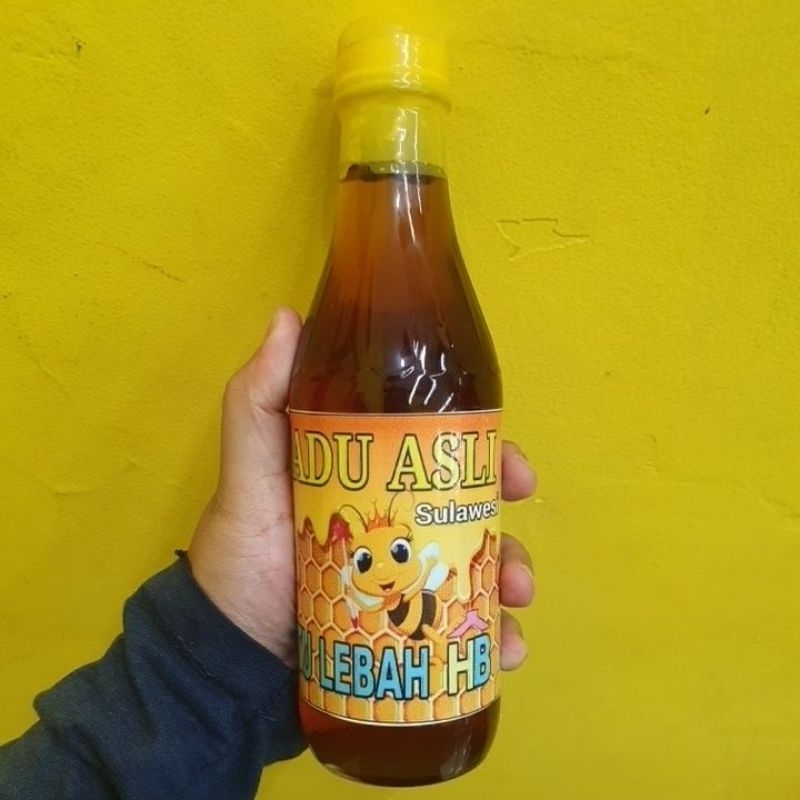 ADU ASLI
Sulawesi
U LEBAH HB